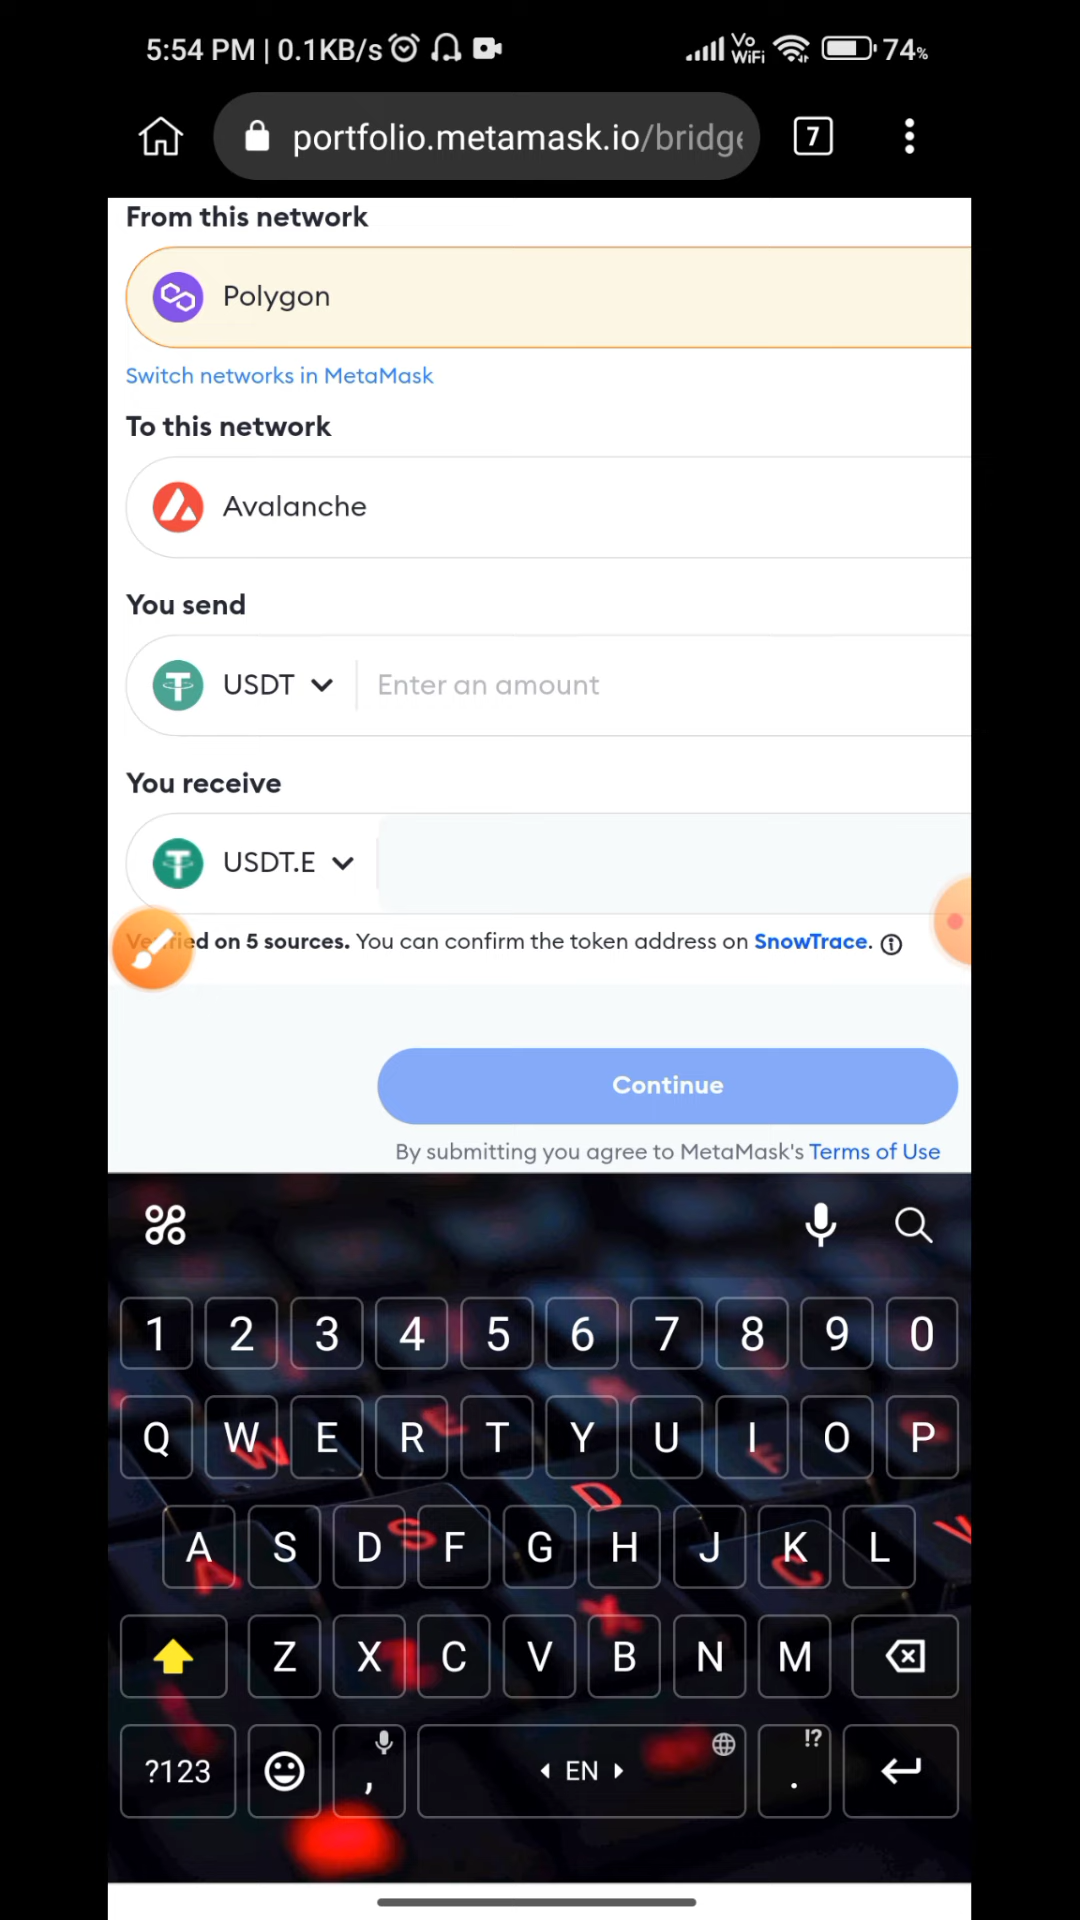 5:54 PM | 0.1KB/s Vo WiFi 74%
portfolio.metamask.io/bridge 7
From this network
Polygon
Switch networks in MetaMask
To this network
Avalanche
You send
USDT Enter an amount
You receive
USDT.E
Verified on 5 sources. You can confirm the token address on SnowTrace.
Continue
By submitting you agree to MetaMask's Terms of Use
1 2 3 4 5 6 7 8 9 0
Q W E R T Y U I O P
A S D F G H J K L
Z X C V B N M
?123 , EN . !?